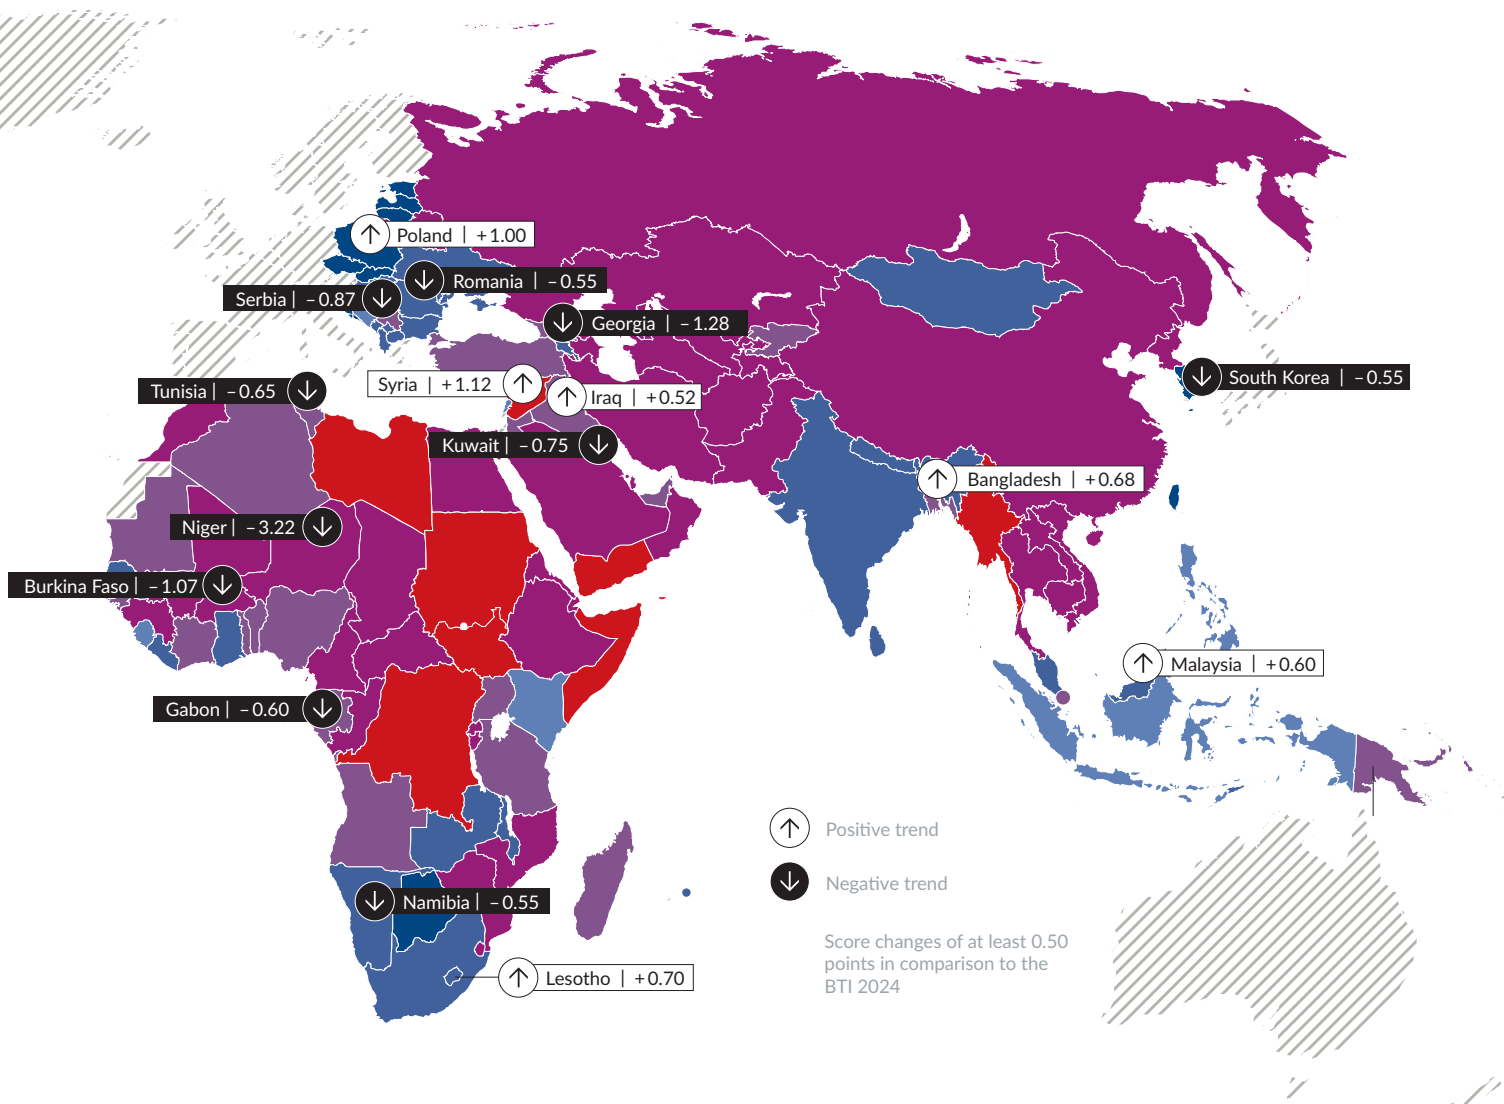 Poland | +1.00
Romania | –0.55
Serbia | –0.87
Georgia | –1.28
Syria | +1.12
Iraq | +0.52
Tunisia | –0.65
South Korea | –0.55
Kuwait | –0.75
Bangladesh | +0.68
Niger | –3.22
Burkina Faso | –1.07
Malaysia | +0.60
Gabon | –0.60
Namibia | –0.55
Lesotho | +0.70
Positive trend
Negative trend
Score changes of at least 0.50
points in comparison to the
BTI 2024